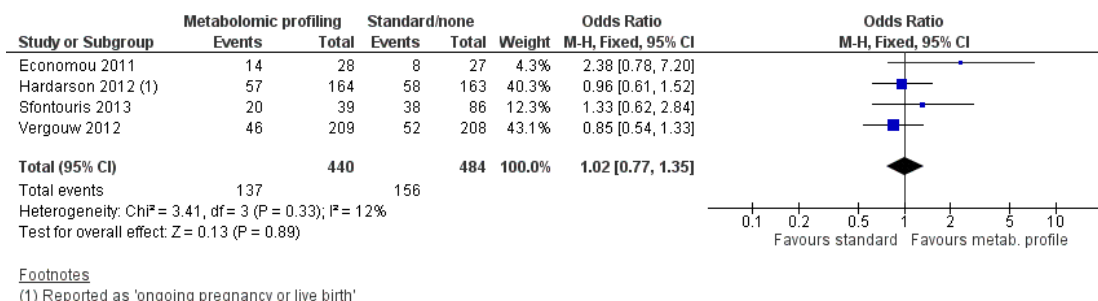 Metabolomic profiling Standard/none Odds Ratio Odds Ratio
Study or Subgroup Events Total Events Total Weight M-H, Fixed, 95% CI M-H, Fixed, 95% CI
Economou 2011 14 28 8 27 4.3% 2.38 [0.78, 7.20]
Hardarson 2012 (1) 57 164 58 163 40.3% 0.96 [0.61, 1.52]
Sfontouris 2013 20 39 38 86 12.3% 1.33 [0.62, 2.84]
Vergouw 2012 46 209 52 208 43.1% 0.85 [0.54, 1.33]
Total (95% CI) 440 484 100.0% 1.02 [0.77, 1.35]
Total events 137 156
Heterogeneity: Chi² = 3.41, df = 3 (P = 0.33); I² = 12%
Test for overall effect: Z = 0.13 (P = 0.89)
0.1 0.2 0.5 1 2 5 10
Favours standard Favours metab. profile
Footnotes
(1) Reported as 'ongoing pregnancy or live birth'